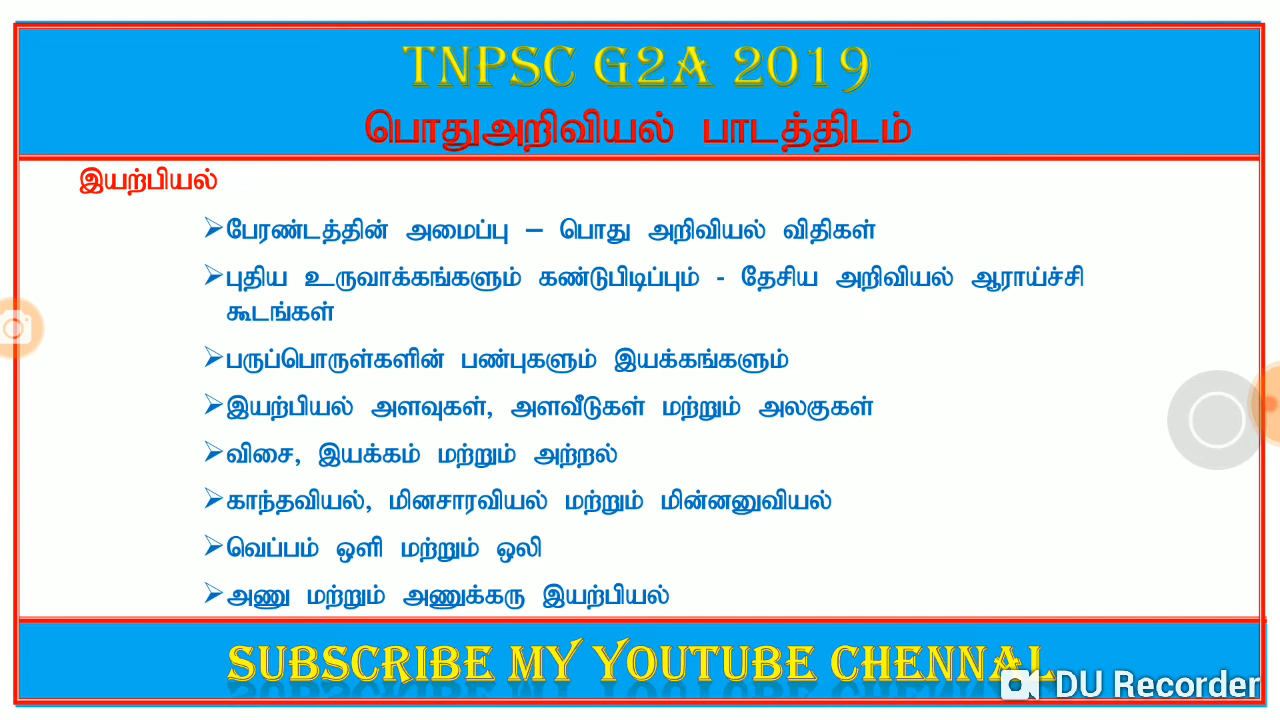 TNPSC G2A 2019
பொதுஅறிவியல் பாடத்திடம்
இயற்பியல்
➢பேரண்டத்தின் அமைப்பு – பொது அறிவியல் விதிகள்
➢புதிய உருவாக்கங்களும் கண்டுபிடிப்பும் - தேசிய அறிவியல் ஆராய்ச்சி
கூடங்கள்
➢பருப்பொருள்களின் பண்புகளும் இயக்கங்களும்
➢இயற்பியல் அளவுகள், அளவீடுகள் மற்றும் அலகுகள்
➢விசை, இயக்கம் மற்றும் அற்றல்
➢காந்தவியல், மினசாரவியல் மற்றும் மின்னனுவியல்
➢வெப்பம் ஒளி மற்றும் ஒலி
➢அணு மற்றும் அணுக்கரு இயற்பியல்
SUBSCRIBE MY YOUTUBE CHENNAL
DU Recorder